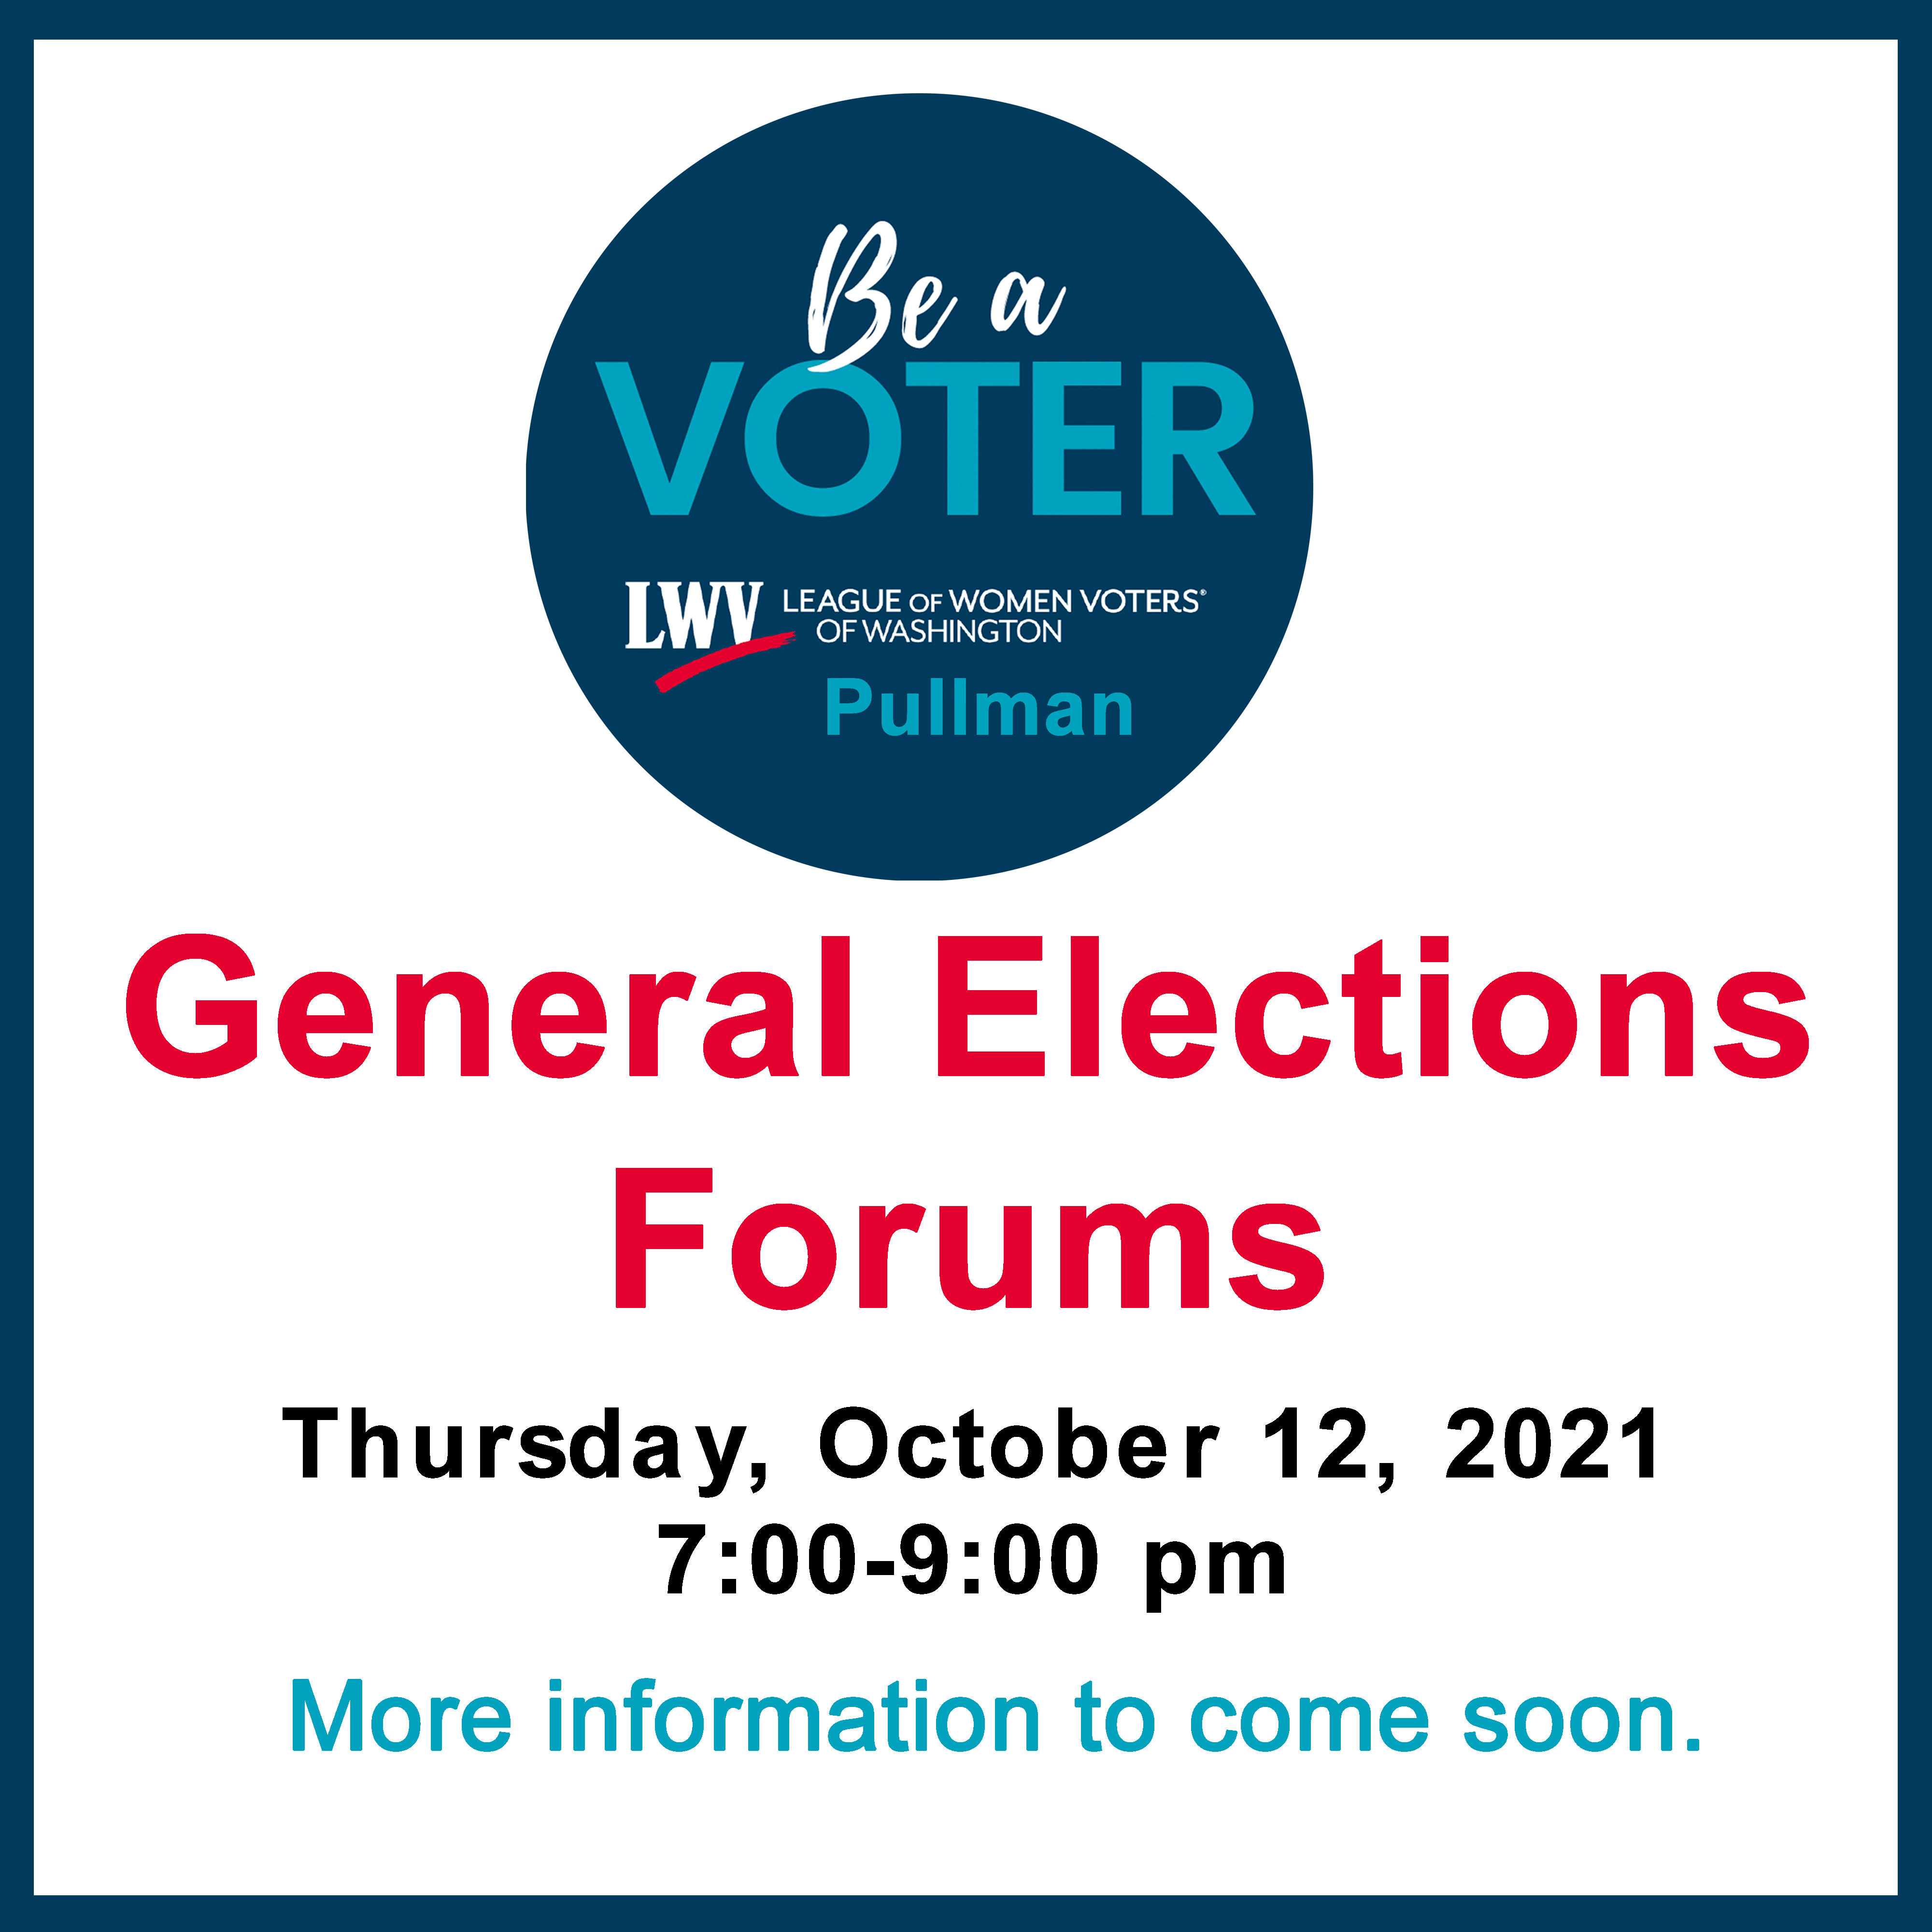 Be a
VOTER
LWV
LEAGUE OF WOMEN VOTERS®
OF WASHINGTON
Pullman
General Elections
Forums
Thursday, October 12, 2021
7:00-9:00 pm
More information to come soon.